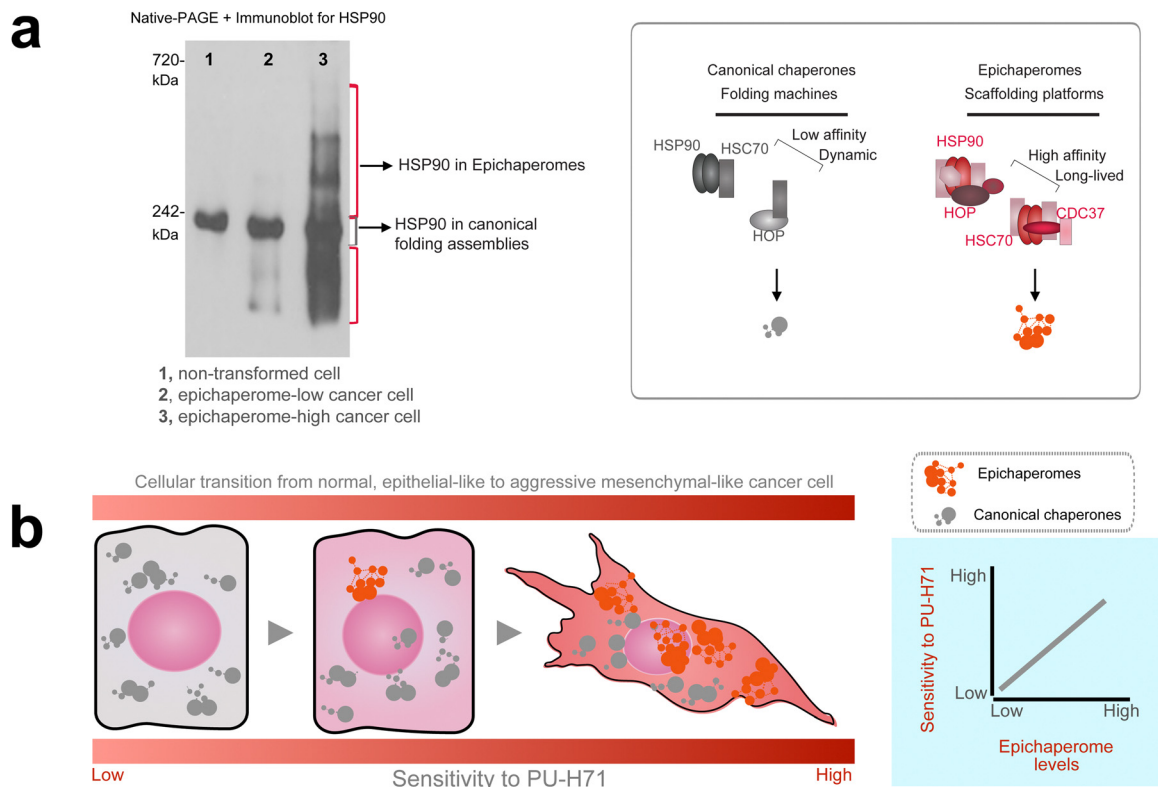 a
Native-PAGE + Immunoblot for HSP90
720-
kDa
1
2
3
HSP90 in Epichaperomes
242-
kDa
HSP90 in canonical
folding assemblies
1, non-transformed cell
2, epichaperome-low cancer cell
3, epichaperome-high cancer cell
Canonical chaperones
Folding machines
HSP90
HSC70
Low affinity
Dynamic
HOP
Epichaperomes
Scaffolding platforms
HSP90
High affinity
Long-lived
HOP
CDC37
HSC70
b
Cellular transition from normal, epithelial-like to aggressive mesenchymal-like cancer cell
Low
Sensitivity to PU-H71
High
Epichaperomes
Canonical chaperones
Sensitivity to PU-H71
High
Low
Low
High
Epichaperome
levels